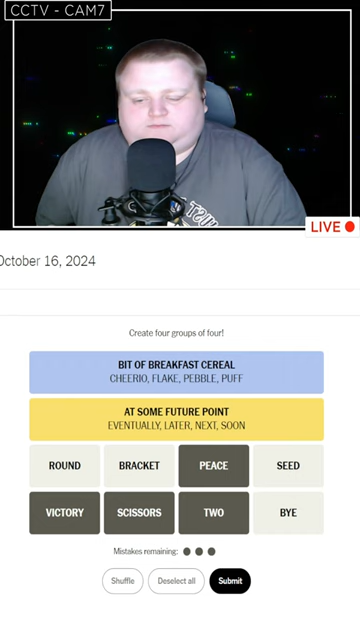 CCTV - CAM7
LIVE
October 16, 2024
Create four groups of four!
BIT OF BREAKFAST CEREAL
CHEERIO, FLAKE, PEBBLE, PUFF
AT SOME FUTURE POINT
EVENTUALLY, LATER, NEXT, SOON
ROUND BRACKET PEACE SEED
VICTORY SCISSORS TWO BYE
Mistakes remaining:
Shuffle Deselect all Submit